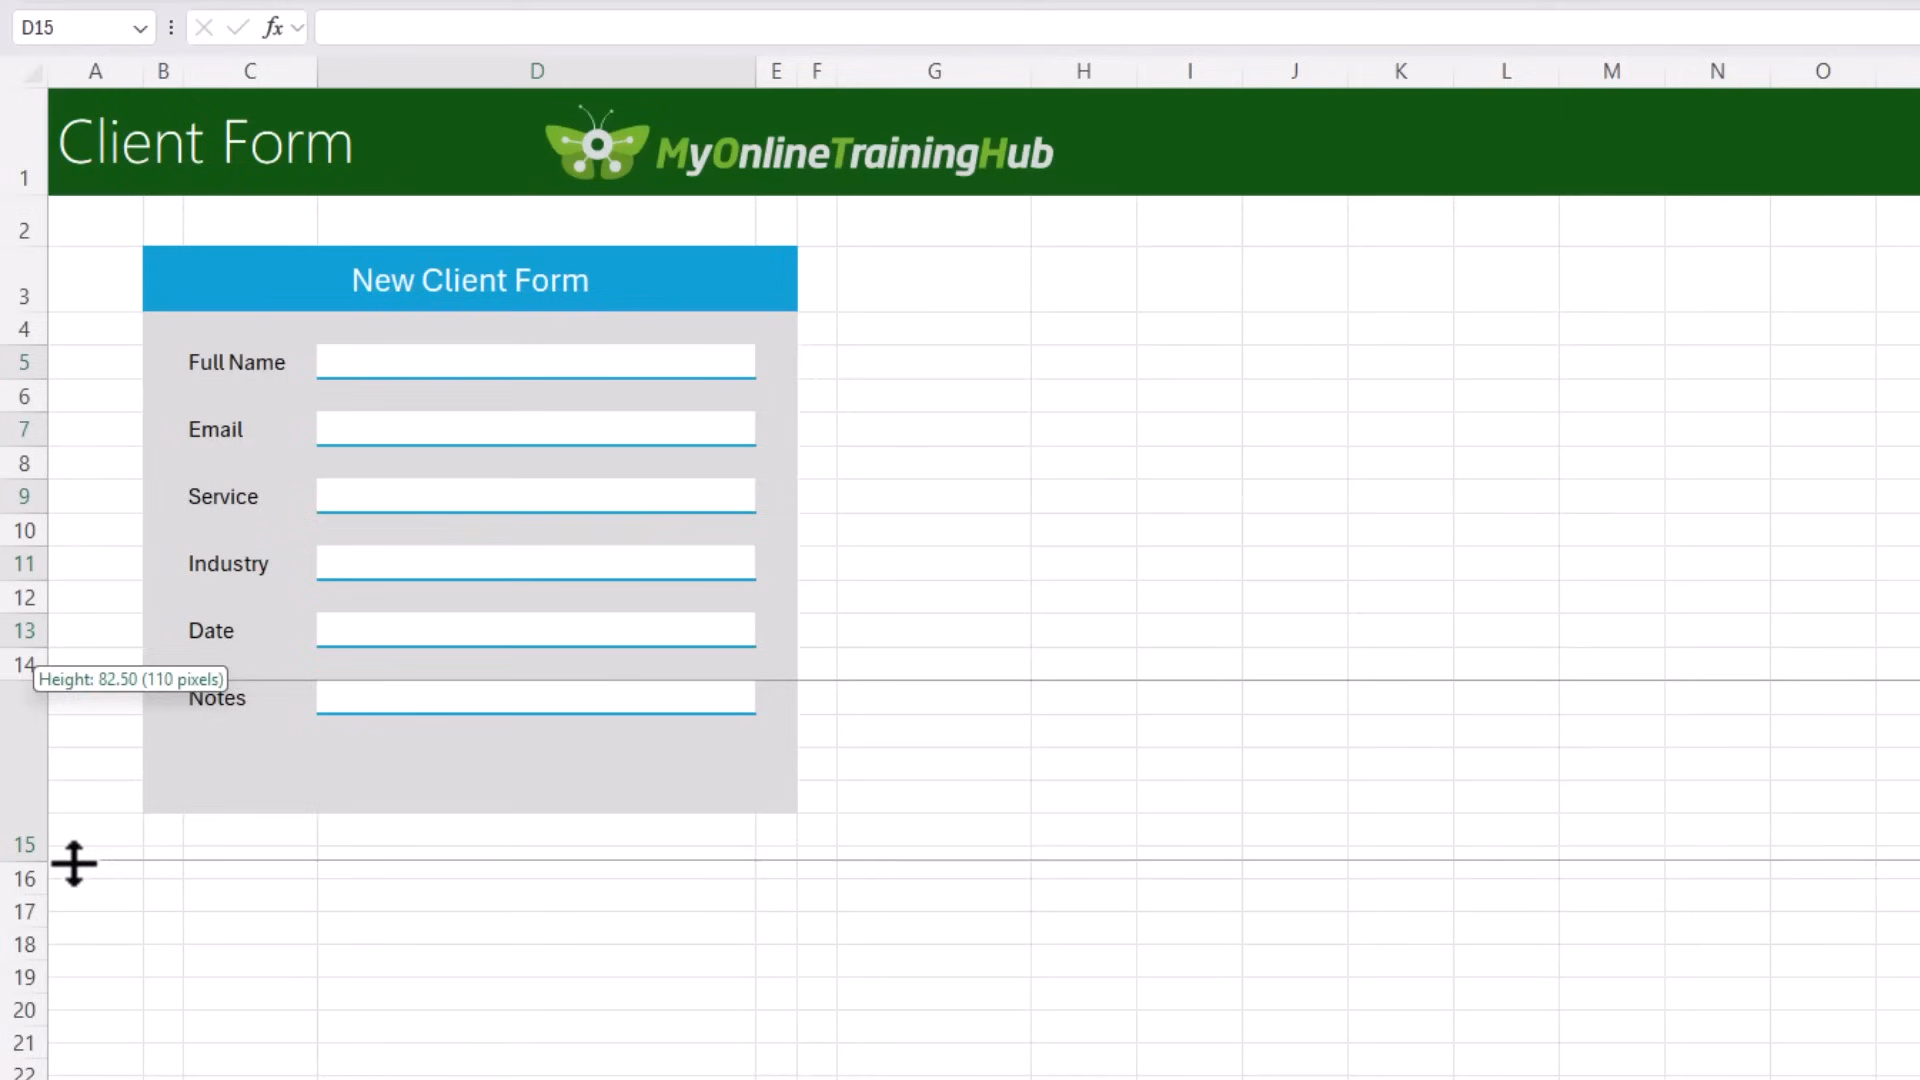 D15
fx
A B C D E F G H I J K L M N O
1
Client Form
MyOnlineTrainingHub
2
3
New Client Form
4
5
Full Name
6
7
Email
8
9
Service
10
11
Industry
12
13
Date
14
Height: 82.50 (110 pixels)
Notes
15
16
17
18
19
20
21
22